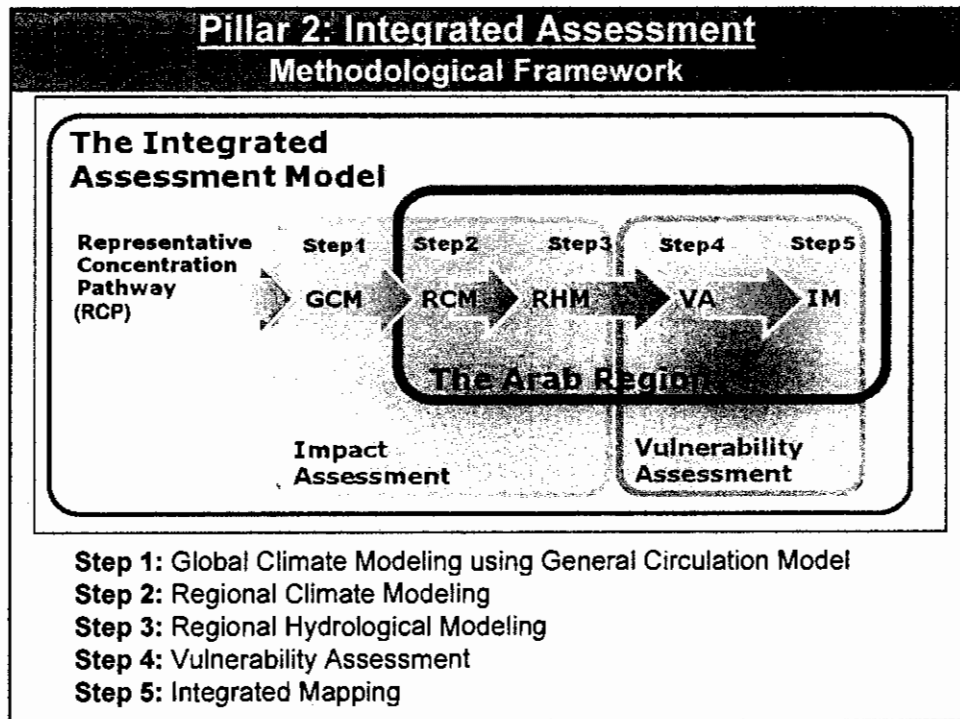 Pillar 2: Integrated Assessment
Methodological Framework
The Integrated
Assessment Model
Representative
Concentration
Pathway
(RCP)
Step1
Step2
Step3
Step4
Step5
GCM
RCM
RHM
VA
IM
The Arab Region
Impact
Assessment
Vulnerability
Assessment
Step 1: Global Climate Modeling using General Circulation Model
Step 2: Regional Climate Modeling
Step 3: Regional Hydrological Modeling
Step 4: Vulnerability Assessment
Step 5: Integrated Mapping